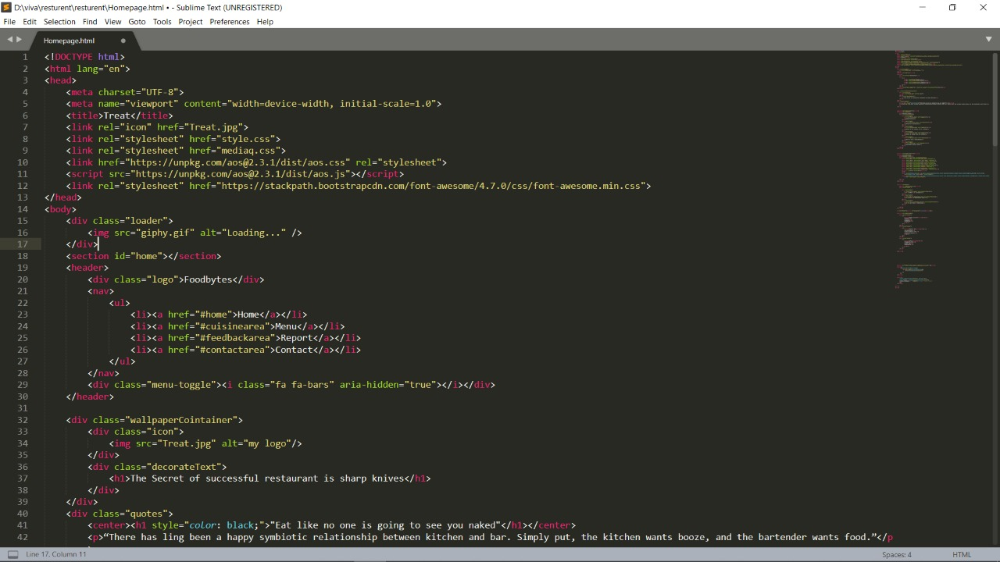 D:\viva\resturent\resturent\Homepage.html • - Sublime Text (UNREGISTERED)
File Edit Selection Find View Goto Tools Project Preferences Help
Homepage.html
1 <!DOCTYPE html>
2 <html lang="en">
3 <head>
4 <meta charset="UTF-8">
5 <meta name="viewport" content="width=device-width, initial-scale=1.0">
6 <title>Treat</title>
7 <link rel="icon" href="Treat.jpg">
8 <link rel="stylesheet" href="style.css">
9 <link rel="stylesheet" href="media.css">
10 <link href="https://unpkg.com/aos@2.3.1/dist/aos.css" rel="stylesheet">
11 <script src="https://unpkg.com/aos@2.3.1/dist/aos.js"></script>
12 <link rel="stylesheet" href="https://stackpath.bootstrapcdn.com/font-awesome/4.7.0/css/font-awesome.min.css">
13 </head>
14 <body>
15 <div class="loader">
16 <img src="giphy.gif" alt="Loading..."/>
17 </div>
18 <section id="home"></section>
19 <header>
20 <div class="logo">Foodhype</div>
21 <nav>
22 <ul>
23 <li><a href="#home">Home</a></li>
24 <li><a href="#cuisinearea">Menu</a></li>
25 <li><a href="#feedbackarea">Report</a></li>
26 <li><a href="#contactarea">Contact</a></li>
27 </ul>
28 </nav>
29 <div class="menu-toggle"><i class="fa fa-bars" aria-hidden="true"></i></div>
30 </header>
31
32 <div class="wallpaperCointainer">
33 <div class="icon">
34 <img src="Treat.jpg" alt="my logo"/>
35 </div>
36 <div class="decorateText">
37 <h1>The Secret of successful restaurant is sharp knives</h1>
38 </div>
39 </div>
40 <div class="quotes">
41 <center><h1 style="color: black;">"Eat like no one is going to see you naked"</h1></center>
42 <p>“There has ling been a happy symbiotic relationship between kitchen and bar. Simply put, the kitchen wants booze, and the bartender wants food.”</p
Line 17, Column 11 Spaces: 4 HTML